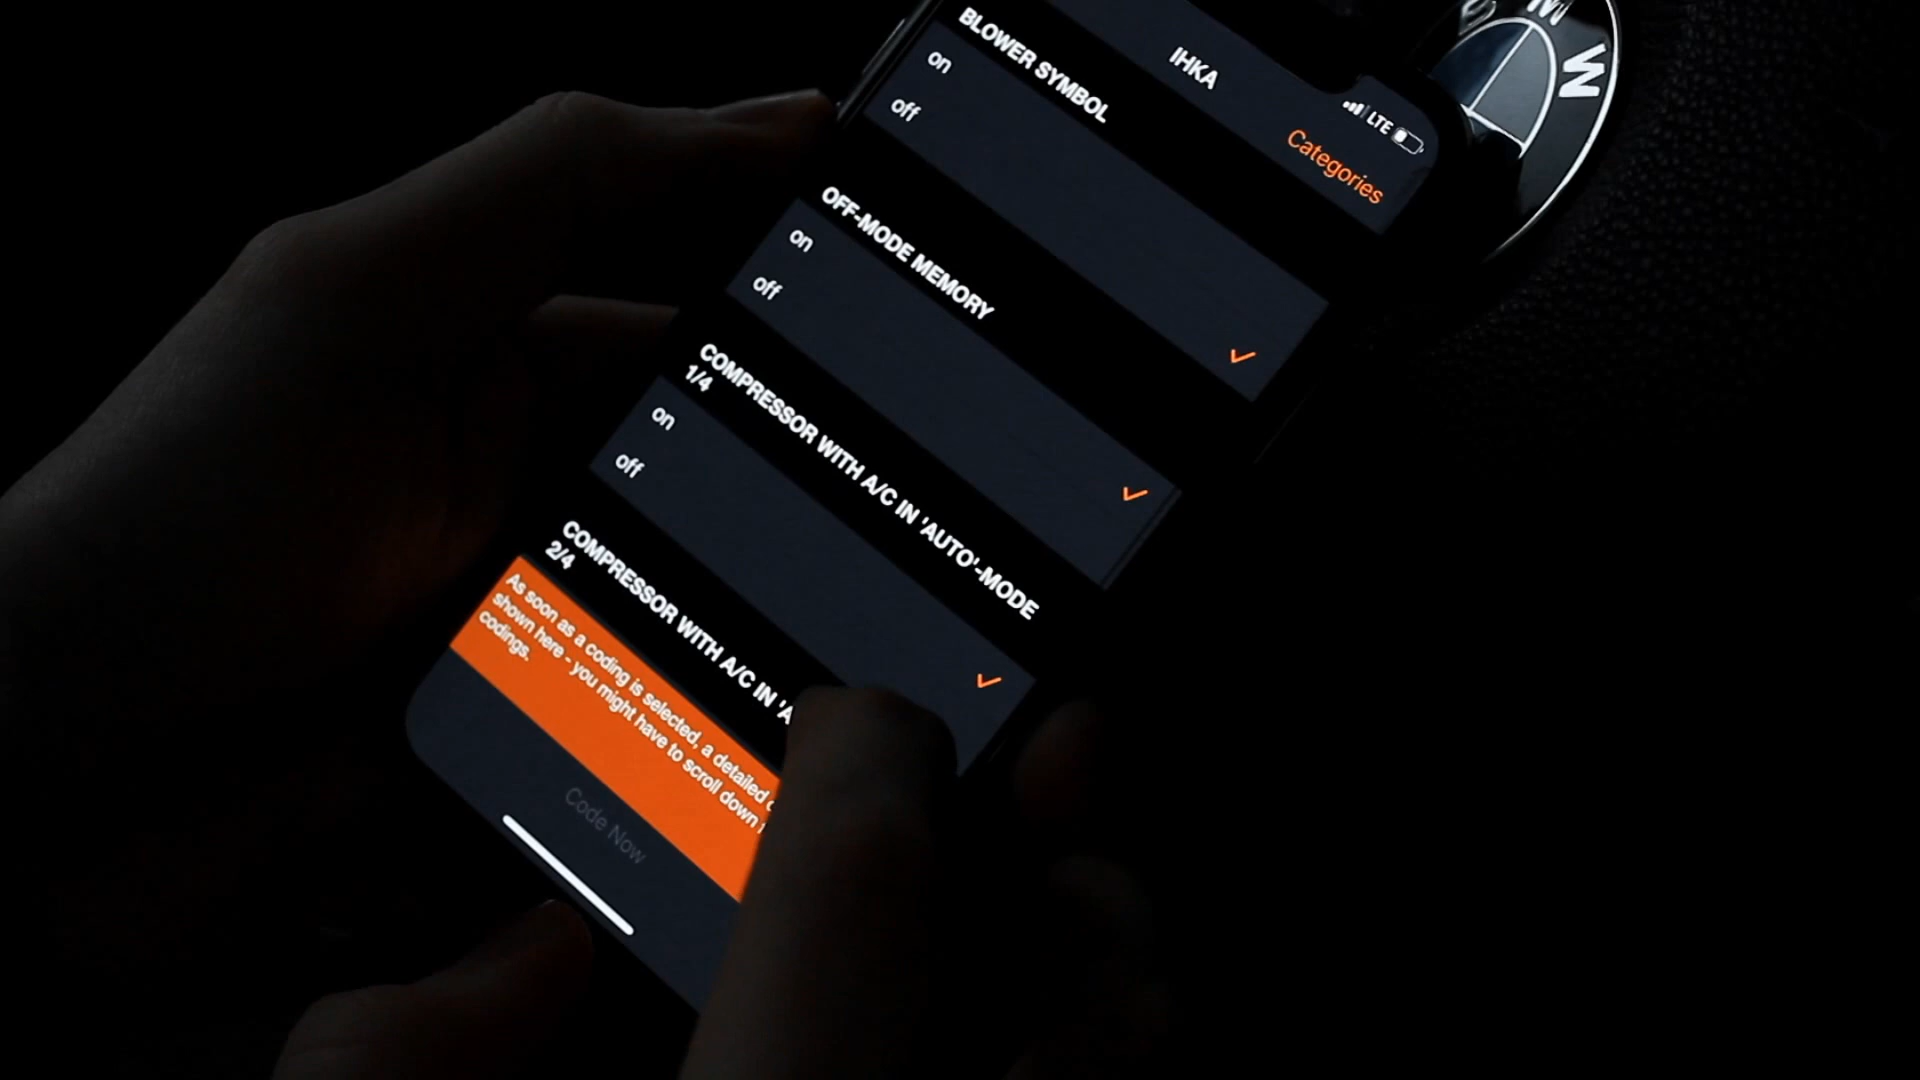 IHKA
LTE
Categories
BLOWER SYMBOL
on
off
OFF-MODE MEMORY
on
off
COMPRESSOR WITH A/C IN 'AUTO'-MODE
1/4
on
off
COMPRESSOR WITH A/C IN 'A
2/4
As soon as a coding is selected, a detailed
shown here - you might have to scroll down
codings.
Code Now
M W